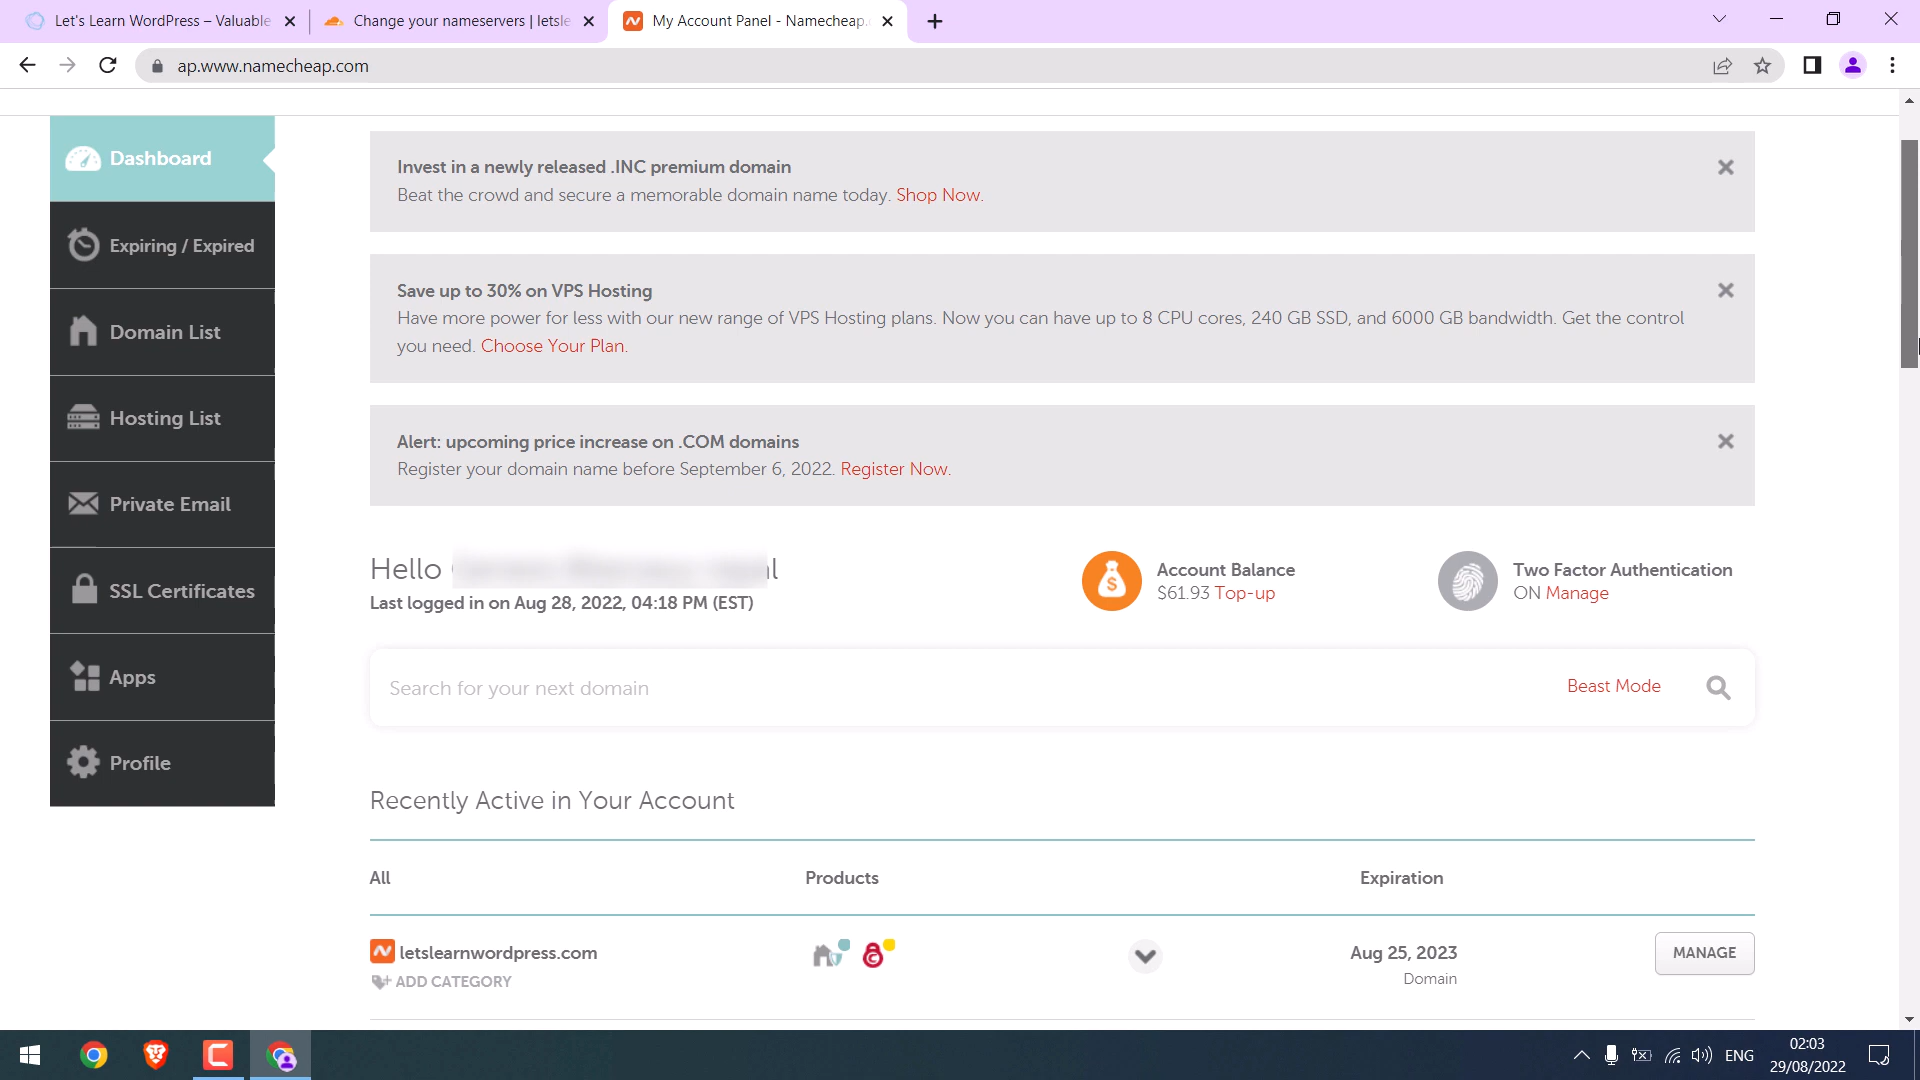 Let's Learn WordPress – Valuable
Change your nameservers | letsle
My Account Panel - Namecheap.
ap.www.namecheap.com
Dashboard
Expiring / Expired
Domain List
Hosting List
Private Email
SSL Certificates
Apps
Profile
Invest in a newly released .INC premium domain
Beat the crowd and secure a memorable domain name today. Shop Now.
Save up to 30% on VPS Hosting
Have more power for less with our new range of VPS Hosting plans. Now you can have up to 8 CPU cores, 240 GB SSD, and 6000 GB bandwidth. Get the control
you need. Choose Your Plan.
Alert: upcoming price increase on .COM domains
Register your domain name before September 6, 2022. Register Now.
Hello
Last logged in on Aug 28, 2022, 04:18 PM (EST)
Account Balance
$61.93 Top-up
Two Factor Authentication
ON Manage
Search for your next domain
Beast Mode
Recently Active in Your Account
All Products Expiration
letslearnwordpress.com
ADD CATEGORY
Aug 25, 2023
Domain
MANAGE
ENG
02:03
29/08/2022